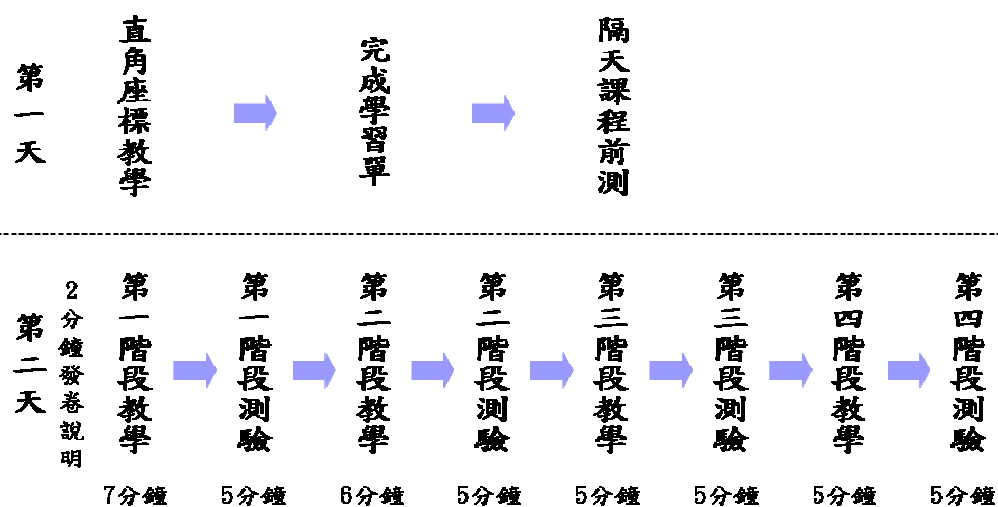 第一天
直角座標教學
完成學習單
隔天課程前測
第二天
2分鐘發卷說明
第一階段教學
第一階段測驗
第二階段教學
第二階段測驗
第三階段教學
第三階段測驗
第四階段教學
第四階段測驗
7分鐘
5分鐘
6分鐘
5分鐘
5分鐘
5分鐘
5分鐘
5分鐘